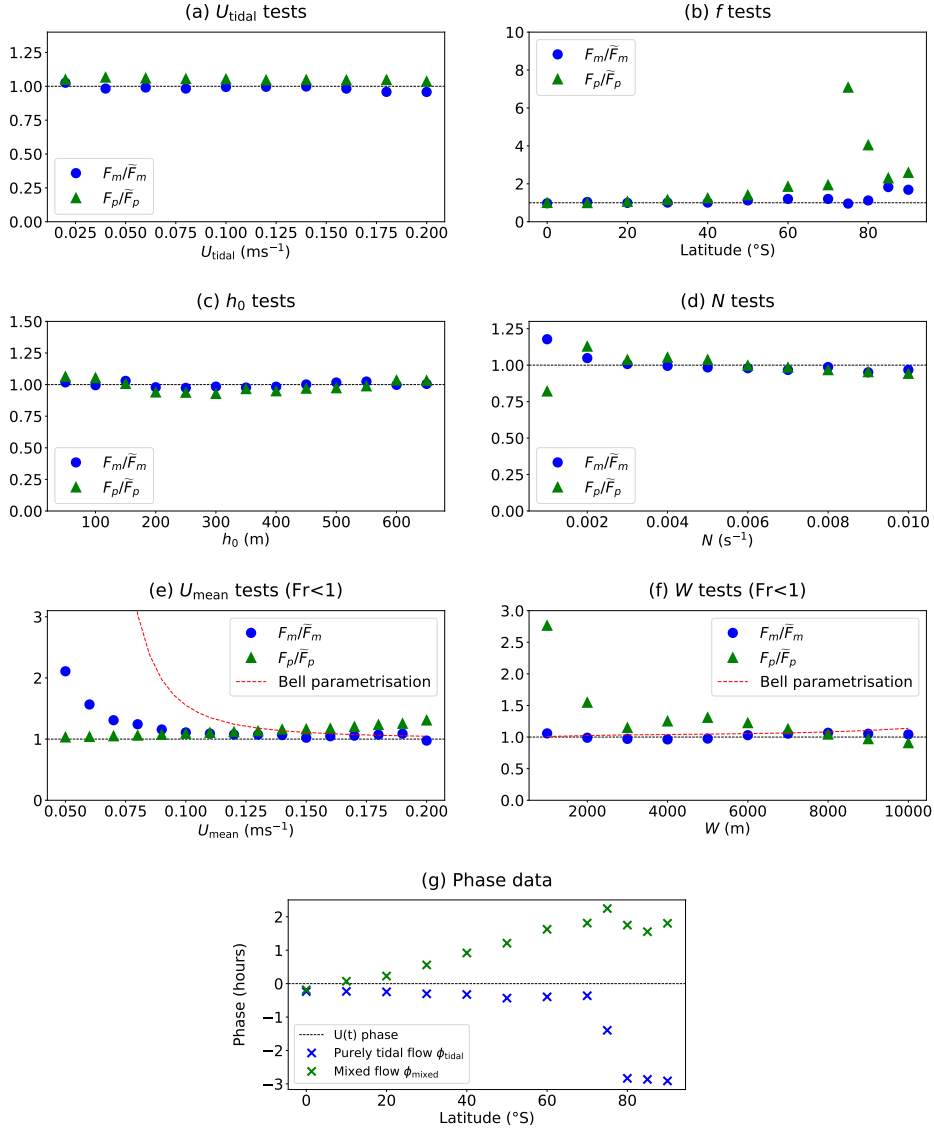 (a) U_tidal tests
1.25
1.00
0.75
0.50
0.25
0.00
F_m/F̃_m
F_p/F̃_p
0.025 0.050 0.075 0.100 0.125 0.150 0.175 0.200
U_tidal (ms⁻¹)
(b) f tests
10
8
6
4
2
0
F_m/F̃_m
F_p/F̃_p
0 20 40 60 80
Latitude (°S)
(c) h₀ tests
1.50
1.25
1.00
0.75
0.50
0.25
0.00
F_m/F̃_m
F_p/F̃_p
100 200 300 400 500 600
h₀ (m)
(d) N tests
1.25
1.00
0.75
0.50
0.25
0.00
F_m/F̃_m
F_p/F̃_p
0.002 0.004 0.006 0.008 0.010
N (s⁻¹)
(e) U_mean tests (Fr<1)
3
2
1
0
F_m/F̃_m
F_p/F̃_p
Bell parametrisation
0.050 0.075 0.100 0.125 0.150 0.175 0.200
U_mean (ms⁻¹)
(f) W tests (Fr<1)
3.0
2.5
2.0
1.5
1.0
0.5
0.0
F_m/F̃_m
F_p/F̃_p
Bell parametrisation
2000 4000 6000 8000 10000
W (m)
(g) Phase data
Phase (hours)
2
1
0
−1
−2
−3
U(t) phase
Purely tidal flow ϕ_tidal
Mixed flow ϕ_mixed
0 20 40 60 80
Latitude (°S)